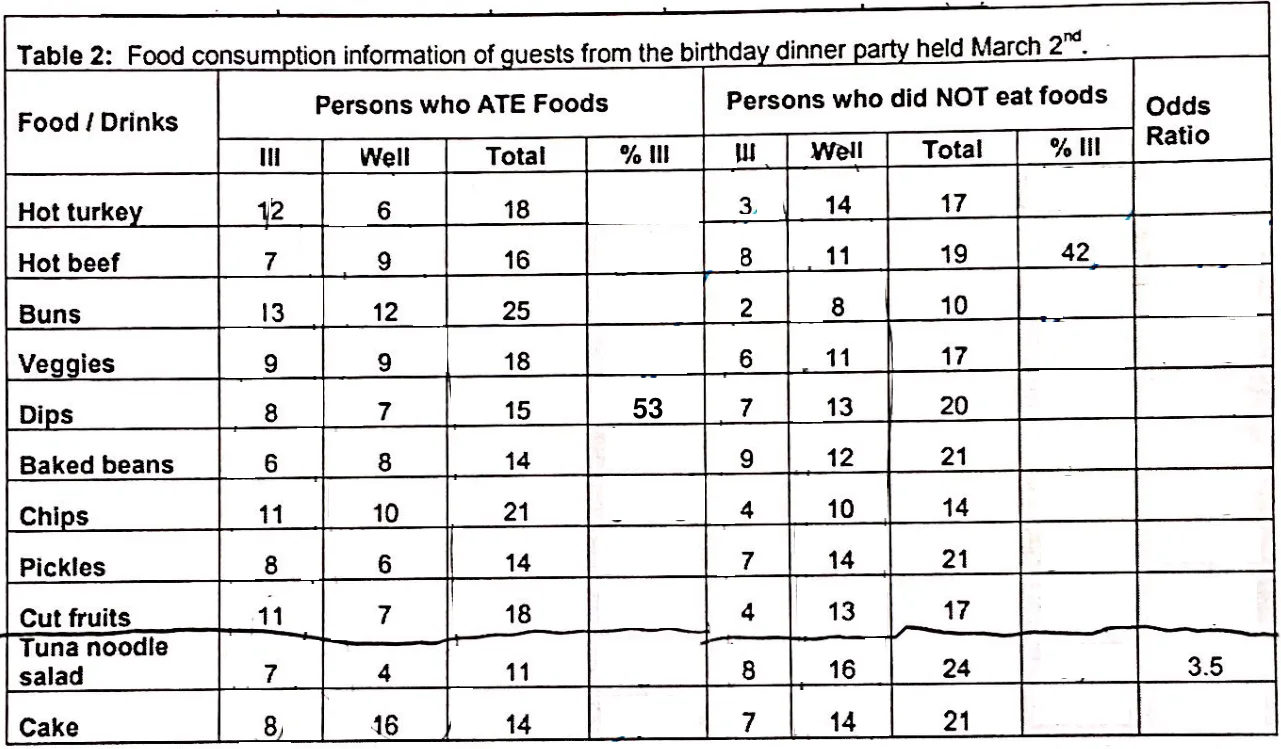 Table 2: Food consumption information of guests from the birthday dinner party held March 2nd.
Food / Drinks Persons who ATE Foods Persons who did NOT eat foods Odds Ratio
Ill Well Total % Ill Ill Well Total % Ill
Hot turkey 12 6 18 3 14 17
Hot beef 7 9 16 8 11 19 42
Buns 13 12 25 2 8 10
Veggies 9 9 18 6 11 17
Dips 8 7 15 53 7 13 20
Baked beans 6 8 14 9 12 21
Chips 11 10 21 4 10 14
Pickles 8 6 14 7 14 21
Cut fruits 11 7 18 4 13 17
Tuna noodle salad 7 4 11 8 16 24 3.5
Cake 8 16 14 7 14 21